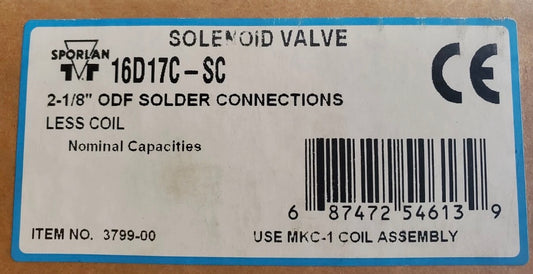 SOLENOID VALVE
SPORLAN
16D17C-SC
CE
2-1/8" ODF SOLDER CONNECTIONS
LESS COIL
Nominal Capacities
6 87472 54613 9
ITEM NO. 3799-00
USE MKC-1 COIL ASSEMBLY